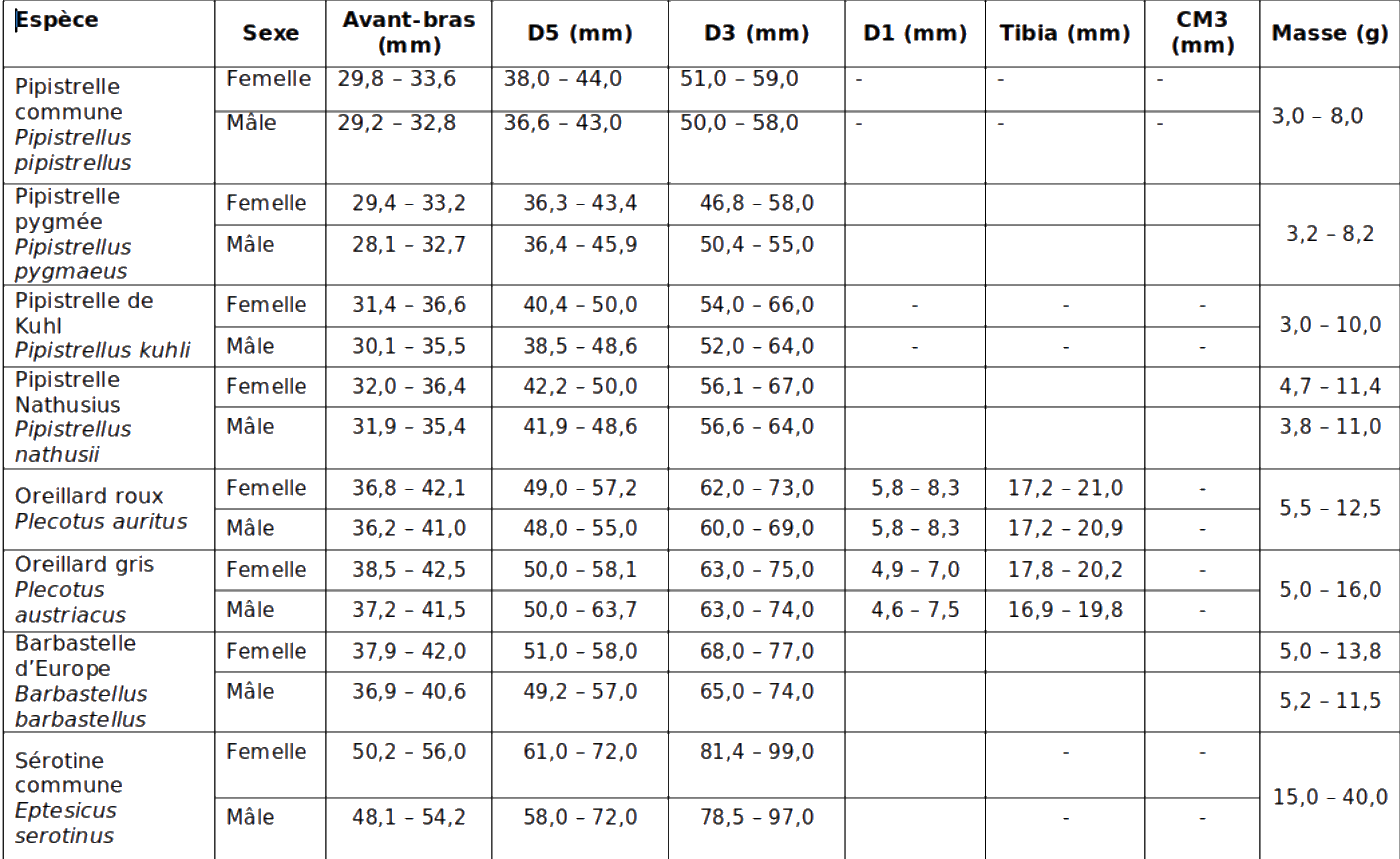 Espèce Sexe Avant-bras (mm) D5 (mm) D3 (mm) D1 (mm) Tibia (mm) CM3 (mm) Masse (g)
Pipistrelle commune Pipistrellus pipistrellus
Femelle 29,8 – 33,6 38,0 – 44,0 51,0 – 59,0 - - -
Mâle 29,2 – 32,8 36,6 – 43,0 50,0 – 58,0 - - -
3,0 – 8,0
Pipistrelle pygmée Pipistrellus pygmaeus
Femelle 29,4 – 33,2 36,3 – 43,4 46,8 – 58,0
Mâle 28,1 – 32,7 36,4 – 45,9 50,4 – 55,0
3,2 – 8,2
Pipistrelle de Kuhl Pipistrellus kuhli
Femelle 31,4 – 36,6 40,4 – 50,0 54,0 – 66,0 - - -
Mâle 30,1 – 35,5 38,5 – 48,6 52,0 – 64,0 - - -
3,0 – 10,0
Pipistrelle Nathusius Pipistrellus nathusii
Femelle 32,0 – 36,4 42,2 – 50,0 56,1 – 67,0 4,7 – 11,4
Mâle 31,9 – 35,4 41,9 – 48,6 56,6 – 64,0 3,8 – 11,0
Oreillard roux Plecotus auritus
Femelle 36,8 – 42,1 49,0 – 57,2 62,0 – 73,0 5,8 – 8,3 17,2 – 21,0 -
Mâle 36,2 – 41,0 48,0 – 55,0 60,0 – 69,0 5,8 – 8,3 17,2 – 20,9 -
5,5 – 12,5
Oreillard gris Plecotus austriacus
Femelle 38,5 – 42,5 50,0 – 58,1 63,0 – 75,0 4,9 – 7,0 17,8 – 20,2 -
Mâle 37,2 – 41,5 50,0 – 63,7 63,0 – 74,0 4,6 – 7,5 16,9 – 19,8 -
5,0 – 16,0
Barbastelle d’Europe Barbastellus barbastellus
Femelle 37,9 – 42,0 51,0 – 58,0 68,0 – 77,0 5,0 – 13,8
Mâle 36,9 – 40,6 49,2 – 57,0 65,0 – 74,0 5,2 – 11,5
Sérotine commune Eptesicus serotinus
Femelle 50,2 – 56,0 61,0 – 72,0 81,4 – 99,0 - -
Mâle 48,1 – 54,2 58,0 – 72,0 78,5 – 97,0 - -
15,0 – 40,0